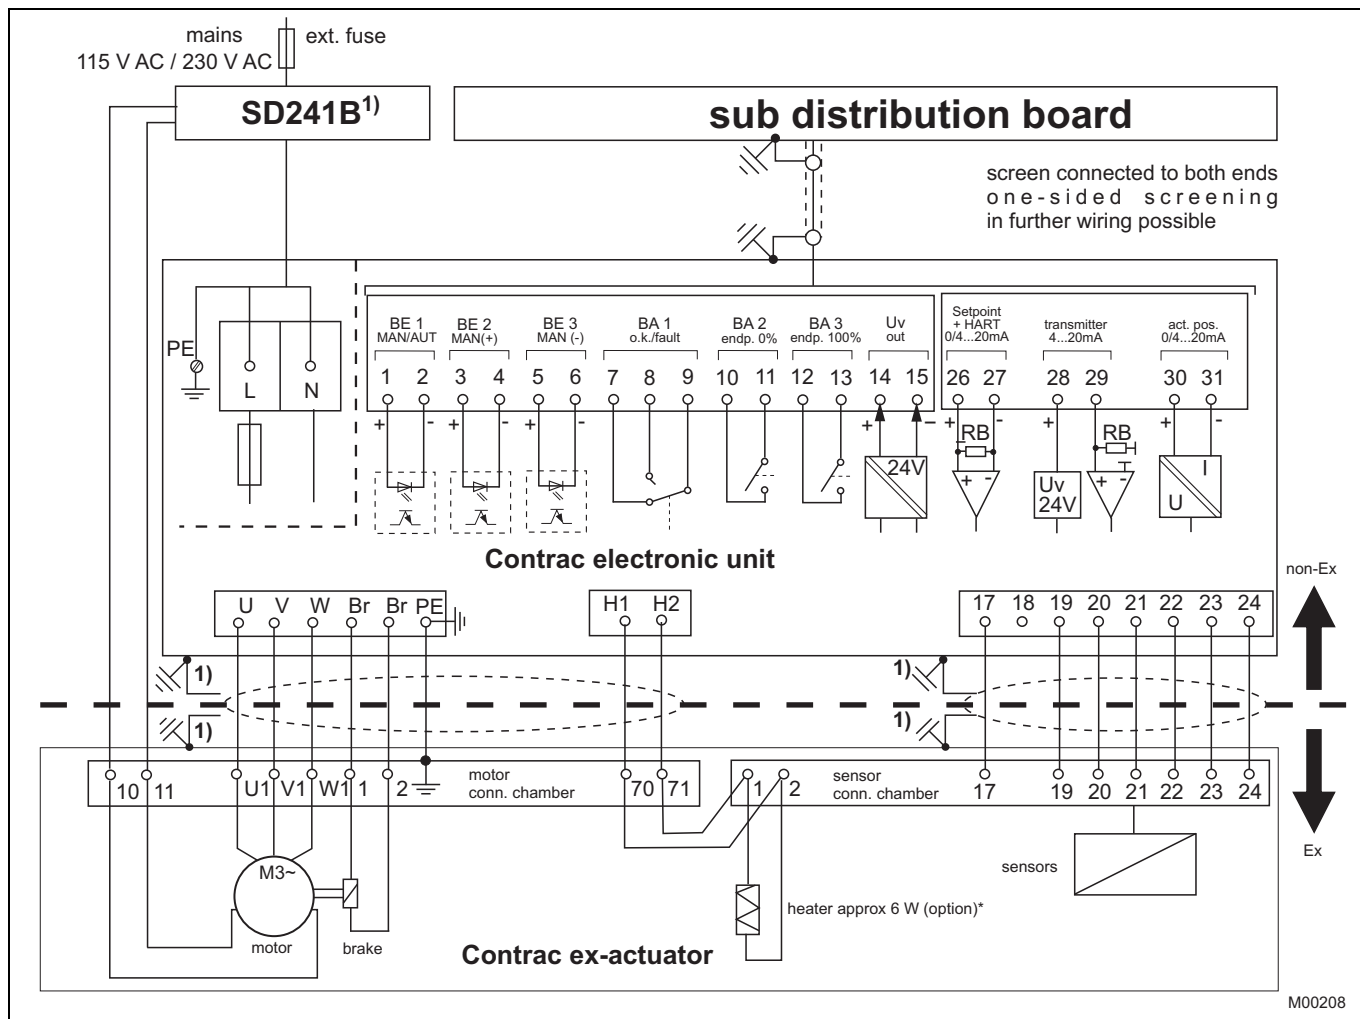 mains
115 V AC / 230 V AC
ext. fuse
SD241B1)
sub distribution board
screen connected to both ends
one-sided screening
in further wiring possible
PE
L
N
BE 1
MAN/AUT
BE 2
MAN(+)
BE 3
MAN (-)
BA 1
o.k./fault
BA 2
endp. 0%
BA 3
endp. 100%
Uv
out
Setpoint
+ HART
0/4...20mA
transmitter
4...20mA
act. pos.
0/4...20mA
1 2 3 4 5 6 7 8 9 10 11 12 13 14 15 26 27 28 29 30 31
+ - + - + - + - + - + + -
RB
RB
24V
+ -
Uv
24V
+ -
I
U
Contrac electronic unit
non-Ex
U V W Br Br PE
H1 H2
17 18 19 20 21 22 23 24
1)
1)
1)
1)
10 11 U1 V1 W1 1 2
motor
conn. chamber
70 71
1 2
sensor
conn. chamber
17 19 20 21 22 23 24
Ex
M3~
motor
brake
heater approx 6 W (option)*
sensors
Contrac ex-actuator
M00208